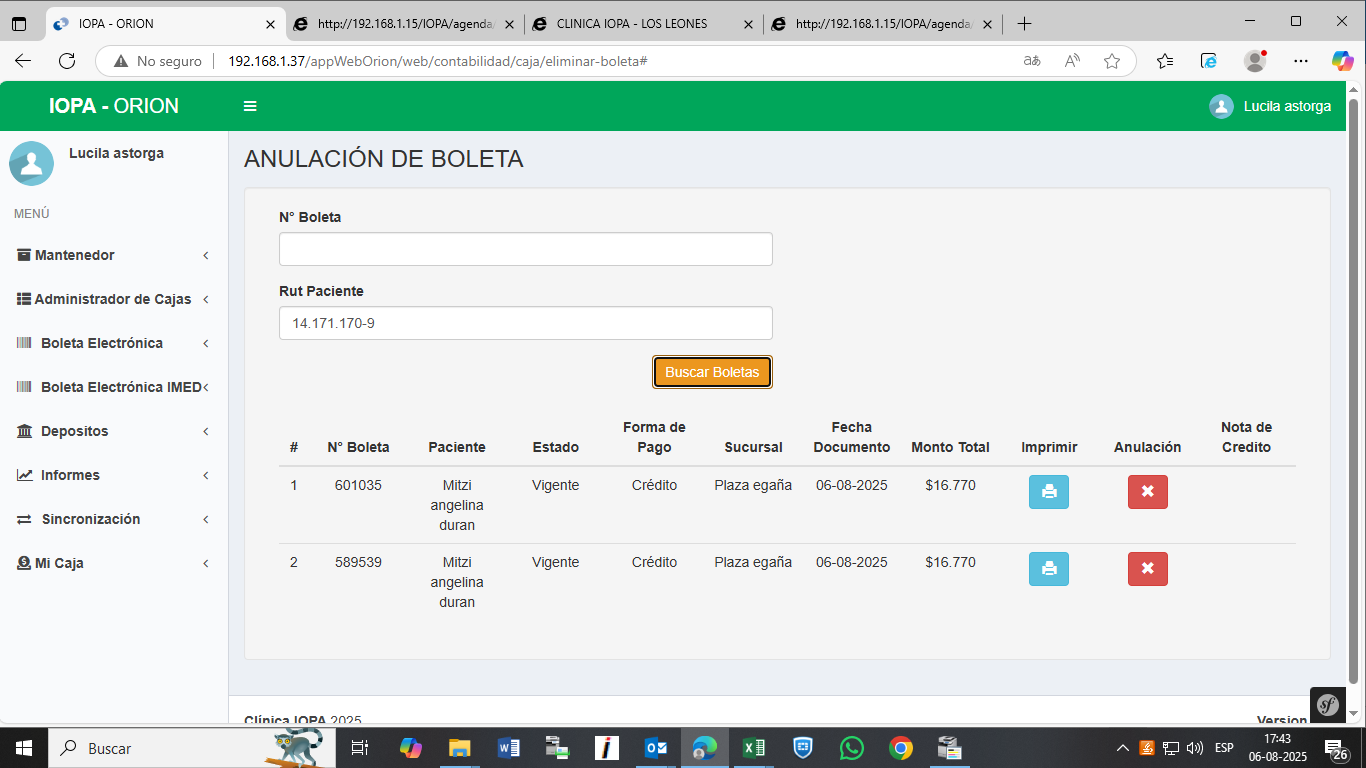 IOPA - ORION
http://192.168.1.15/IOPA/agenda
CLINICA IOPA - LOS LEONES
http://192.168.1.15/IOPA/agenda
No seguro
192.168.1.37/appWebOrion/web/contabilidad/caja/eliminar-boleta#
IOPA - ORION
Lucila astorga
Lucila astorga
MENÚ
Mantenedor
Administrador de Cajas
Boleta Electrónica
Boleta Electrónica IMED
Depositos
Informes
Sincronización
Mi Caja
ANULACIÓN DE BOLETA
N° Boleta
Rut Paciente
14.171.170-9
Buscar Boletas
# N° Boleta Paciente Estado Forma de Pago Sucursal Fecha Documento Monto Total Imprimir Anulación Nota de Credito
1 601035 Mitzi angelina duran Vigente Crédito Plaza egaña 06-08-2025 $16.770
2 589539 Mitzi angelina duran Vigente Crédito Plaza egaña 06-08-2025 $16.770
Clínica IOPA 2025
Version
Buscar
ESP
17:43
06-08-2025
26